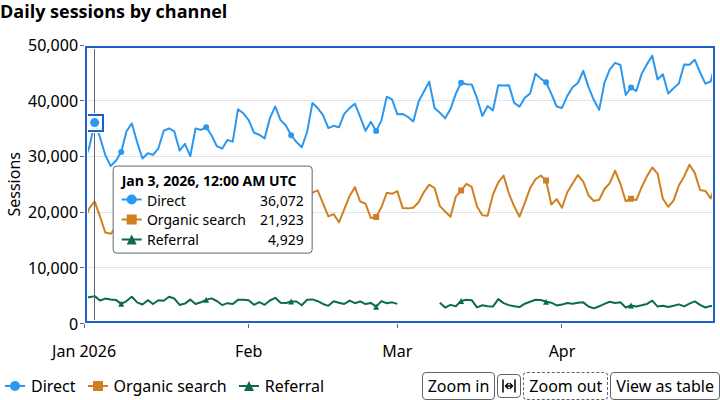 Daily sessions by channel
50,000
40,000
30,000
20,000
10,000
0
Sessions
Jan 3, 2026, 12:00 AM UTC
Direct 36,072
Organic search 21,923
Referral 4,929
Jan 2026 Feb Mar Apr
Direct Organic search Referral Zoom in Zoom out View as table